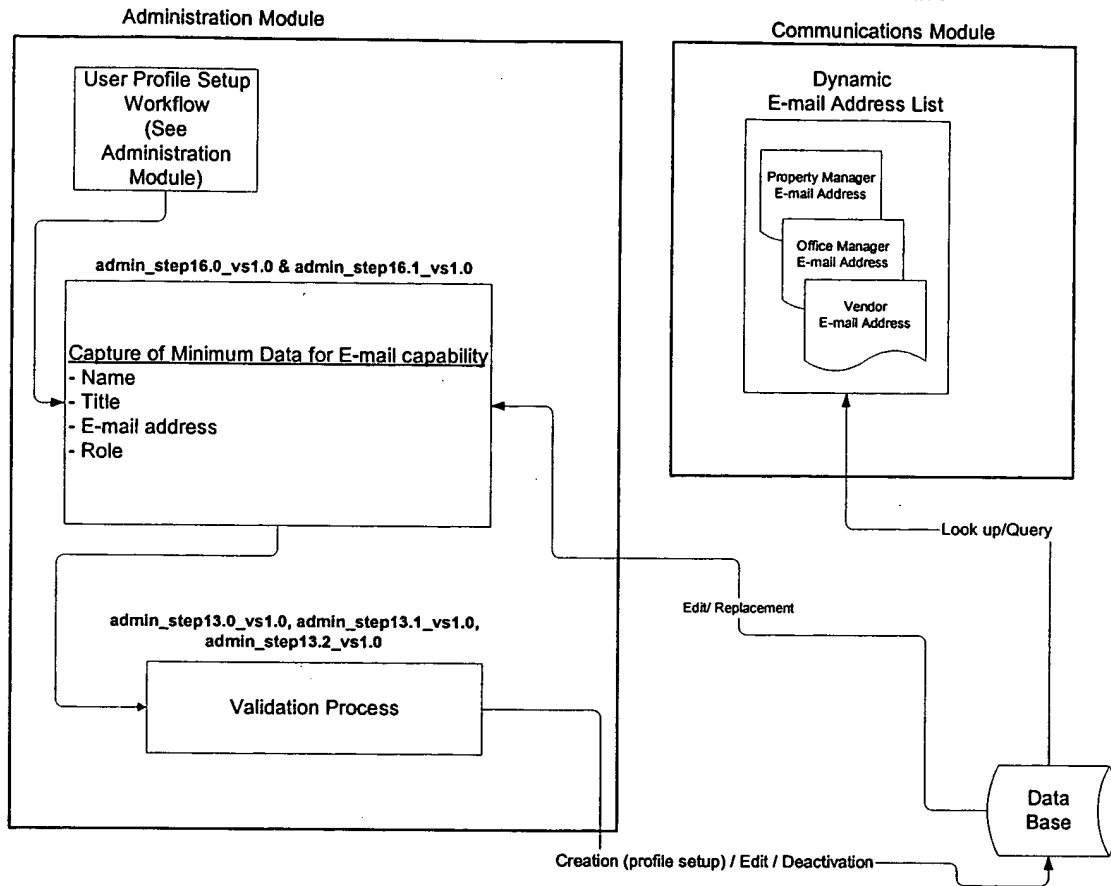 Administration Module
User Profile Setup
Workflow
(See
Administration
Module)
admin_step16.0_vs1.0 & admin_step16.1_vs1.0
Capture of Minimum Data for E-mail capability
- Name
- Title
- E-mail address
- Role
admin_step13.0_vs1.0, admin_step13.1_vs1.0,
admin_step13.2_vs1.0
Validation Process
Communications Module
Dynamic
E-mail Address List
Property Manager
E-mail Address
Office Manager
E-mail Address
Vendor
E-mail Address
Look up/Query
Edit/ Replacement
Data
Base
Creation (profile setup) / Edit / Deactivation